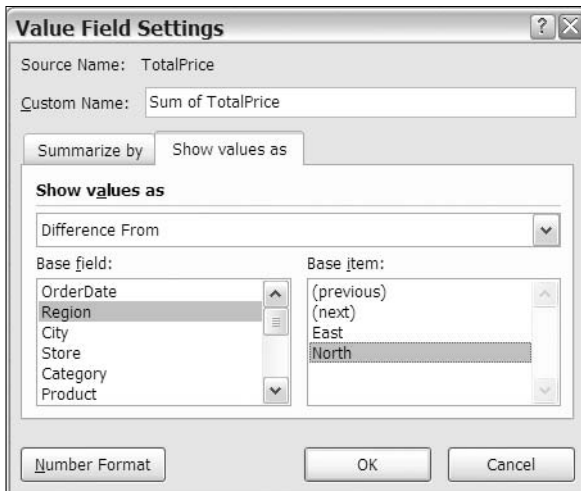 Value Field Settings
?
Source Name: TotalPrice
Custom Name: Sum of TotalPrice
Summarize by
Show values as
Show values as
Difference From
Base field:
Base item:
OrderDate
Region
City
Store
Category
Product
(previous)
(next)
East
North
Number Format
OK
Cancel